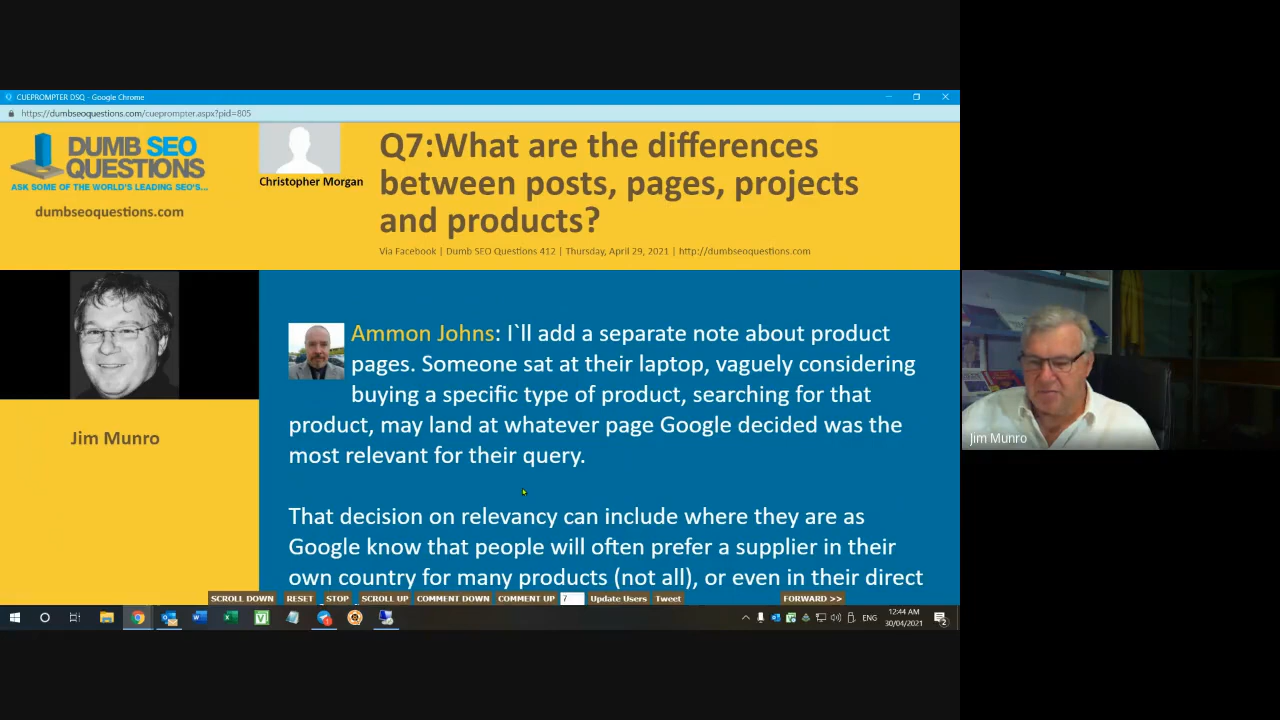 CUEPROMPTER DSQ - Google Chrome
https://dumbseoquestions.com/cueprompter.aspx?pid=805
DUMB SEO
QUESTIONS
ASK SOME OF THE WORLD'S LEADING SEO'S...
dumbseoquestions.com
Christopher Morgan
Q7:What are the differences
between posts, pages, projects
and products?
Via Facebook | Dumb SEO Questions 412 | Thursday, April 29, 2021 | http://dumbseoquestions.com
Jim Munro
Ammon Johns: I`ll add a separate note about product
pages. Someone sat at their laptop, vaguely considering
buying a specific type of product, searching for that
product, may land at whatever page Google decided was the
most relevant for their query.
That decision on relevancy can include where they are as
Google know that people will often prefer a supplier in their
own country for many products (not all), or even in their direct
Jim Munro
SCROLL DOWN RESET STOP SCROLL UP COMMENT DOWN COMMENT UP 7 Update Users Tweet FORWARD >>
ENG
12:44 AM
30/04/2021
2